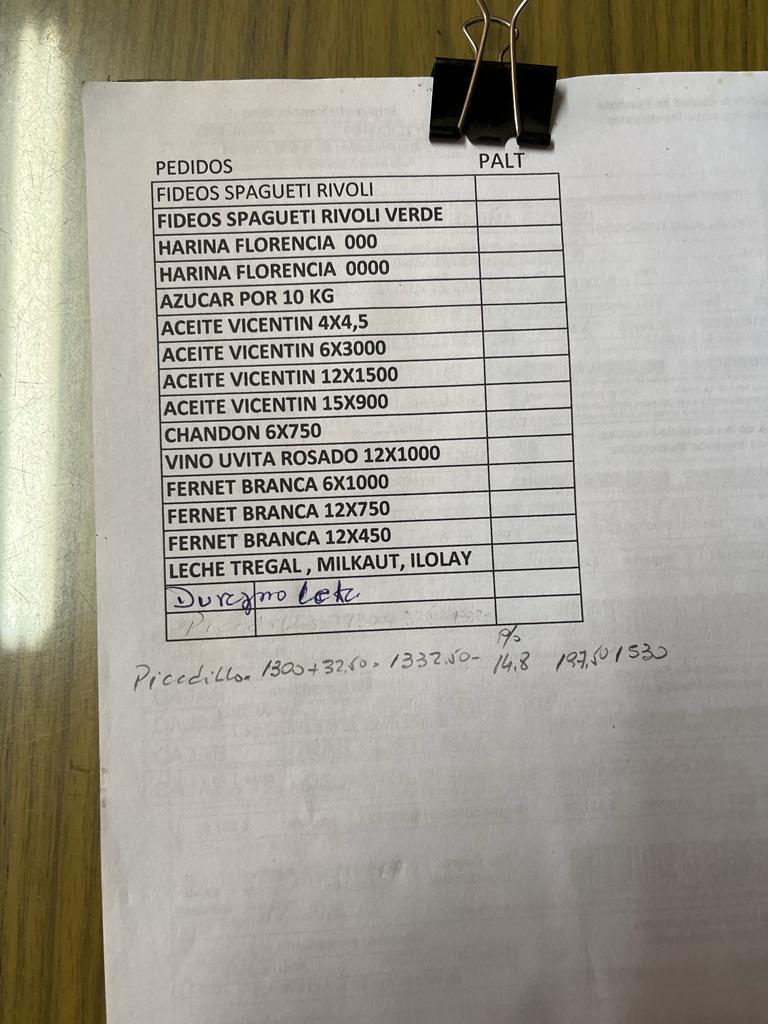 PEDIDOS PALT
FIDEOS SPAGUETI RIVOLI
FIDEOS SPAGUETI RIVOLI VERDE
HARINA FLORENCIA 000
HARINA FLORENCIA 0000
AZUCAR POR 10 KG
ACEITE VICENTIN 4X4,5
ACEITE VICENTIN 6X3000
ACEITE VICENTIN 12X1500
ACEITE VICENTIN 15X900
CHANDON 6X750
VINO UVITA ROSADO 12X1000
FERNET BRANCA 6X1000
FERNET BRANCA 12X750
FERNET BRANCA 12X450
LECHE TREGAL , MILKAUT, ILOLAY
Durazno Lata
Picadillo. 1300+32.50= 1332.50- 14.8 197,50 1530